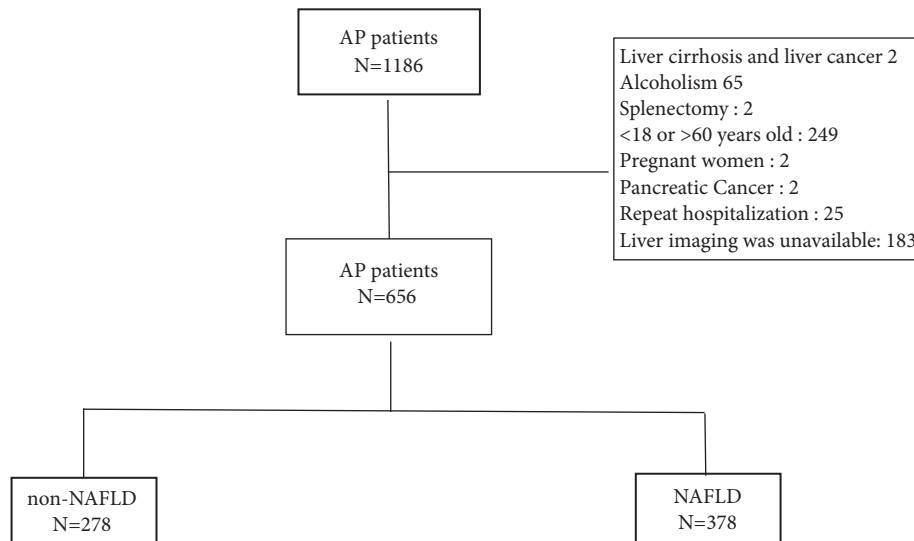 AP patients
N=1186
Liver cirrhosis and liver cancer 2
Alcoholism 65
Splenectomy : 2
<18 or >60 years old : 249
Pregnant women : 2
Pancreatic Cancer : 2
Repeat hospitalization : 25
Liver imaging was unavailable: 183
AP patients
N=656
non-NAFLD
N=278
NAFLD
N=378